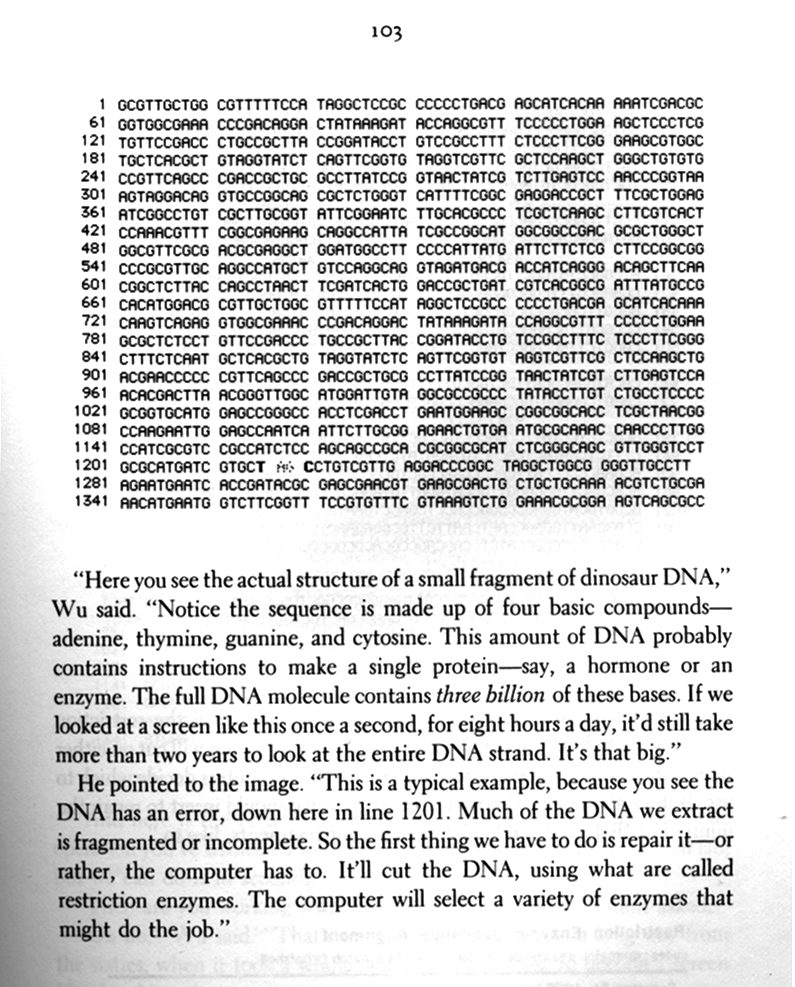 103
1 GCGTTGCTGG CGTTTTTCCA TAGGCTCCGC CCCCCTGACG AGCATCACAA AAATCGACGC
61 GGTGGCGAAA CCCGACAGGA CTATAAAGAT ACCAGGCGTT TCCCCCTGGA AGCTCCCTCG
121 TGTTCCGACC CTGCCGCTTA CCGGATACCT GTCCGCCTTT CTCCCTTCGG GAAGCGTGGC
181 TGCTCACGCT GTAGGTATCT CAGTTCGGTG TAGGTCGTTC GCTCCAAGCT GGGCTGTGTG
241 CCGTTCAGCC CGACCGCTGC GCCTTATCCG GTAACTATCG TCTTGAGTCC AACCCGGTAA
301 AGTAGGACAG GTGCCGGCAG CGCTCTGGGT CATTTTCGGC GAGGACCGCT TTCGCTGGAG
361 ATCGGCCTGT CGCTTGCGGT ATTCGGAATC TTGCACGCCC TCGCTCAAGC CTTCGTCACT
421 CCAAACGTTT CGGCGAGAAG CAGGCCATTA TCGCCGGCAT GGCGGCCGAC GCGCTGGGCT
481 GGCGTTCGCG ACGCGAGGCT GGATGGCCTT CCCCATTATG ATTCTTCTCG CTTCCGGCGG
541 CCCGCGTTGC AGGCCATGCT GTCCAGGCAG GTAGATGACG ACCATCAGGG ACAGCTTCAA
601 CGGCTCTTAC CAGCCTAACT TCGATCACTG GACCGCTGAT CGTCACGGCG ATTTATGCCG
661 CACATGGACG CGTTGCTGGC GTTTTTCCAT AGGCTCCGCC CCCCTGACGA GCATCACAAA
721 CAAGTCAGAG GTGGCGAAAC CCGACAGGAC TATAAAGATA CCAGGCGTTT CCCCCTGGAA
781 GCGCTCTCCT GTTCCGACCC TGCCGCTTAC CGGATACCTG TCCGCCTTTC TCCCTTCGGG
841 CTTTCTCAAT GCTCACGCTG TAGGTATCTC AGTTCGGTGT AGGTCGTTCG CTCCAAGCTG
901 ACGAACCCCC CGTTCAGCCC GACCGCTGCG CCTTATCCGG TAACTATCGT CTTGAGTCCA
961 ACACGACTTA ACGGGTTGGC ATGGATTGTA GGCGCCGCCC TATACCTTGT CTGCCTCCCC
1021 GCGGTGCATG GAGCCGGGCC ACCTCGACCT GAATGGAAGC CGGCGGCACC TCGCTAACGG
1081 CCAAGAATTG GAGCCAATCA ATTCTTGCGG AGAACTGTGA ATGCGCAAAC CAACCCTTGG
1141 CCATCGCGTC CGCCATCTCC AGCAGCCGCA CGCGGCGCAT CTCGGGCAGC GTTGGGTCCT
1201 GCGCATGATC GTGCT CCTGTCGTTG AGGACCCGGC TAGGCTGGCG GGGTTGCCTT
1281 AGAATGAATC ACCGATACGC GAGCGAACGT GAAGCGACTG CTGCTGCAAA ACGTCTGCGA
1341 AACATGAATG GTCTTCGGTT TCCGTGTTTC GTAAAGTCTG GAAACGCGGA AGTCAGCGCC
“Here you see the actual structure of a small fragment of dinosaur DNA,”
Wu said. “Notice the sequence is made up of four basic compounds—
adenine, thymine, guanine, and cytosine. This amount of DNA probably
contains instructions to make a single protein—say, a hormone or an
enzyme. The full DNA molecule contains three billion of these bases. If we
looked at a screen like this once a second, for eight hours a day, it’d still take
more than two years to look at the entire DNA strand. It’s that big.”
He pointed to the image. “This is a typical example, because you see the
DNA has an error, down here in line 1201. Much of the DNA we extract
is fragmented or incomplete. So the first thing we have to do is repair it—or
rather, the computer has to. It’ll cut the DNA, using what are called
restriction enzymes. The computer will select a variety of enzymes that
might do the job.”